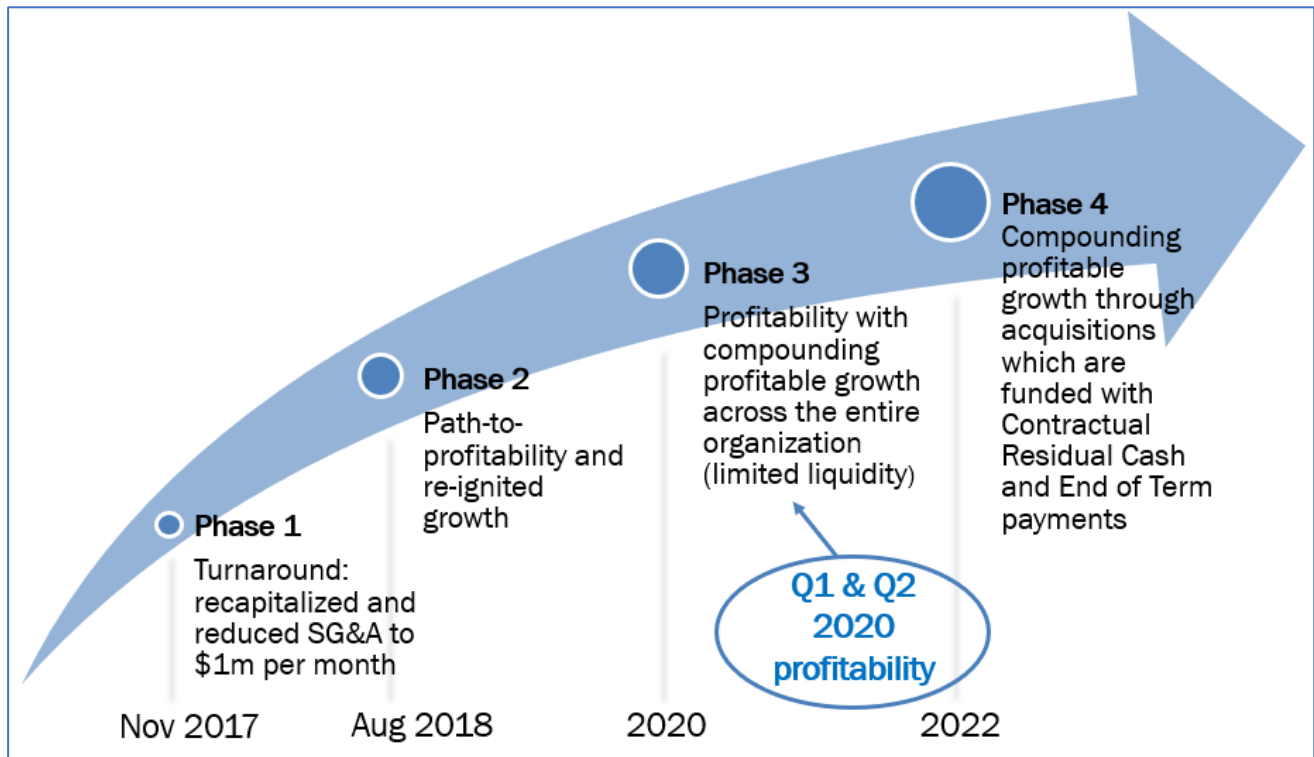 Phase 1
Turnaround:
recapitalized and
reduced SG&A to
$1m per month
Nov 2017
Phase 2
Path-to-
profitability and
re-ignited
growth
Aug 2018
Phase 3
Profitability with
compounding
profitable growth
across the entire
organization
(limited liquidity)
Q1 & Q2
2020
profitability
2020
Phase 4
Compounding
profitable
growth through
acquisitions
which are
funded with
Contractual
Residual Cash
and End of Term
payments
2022